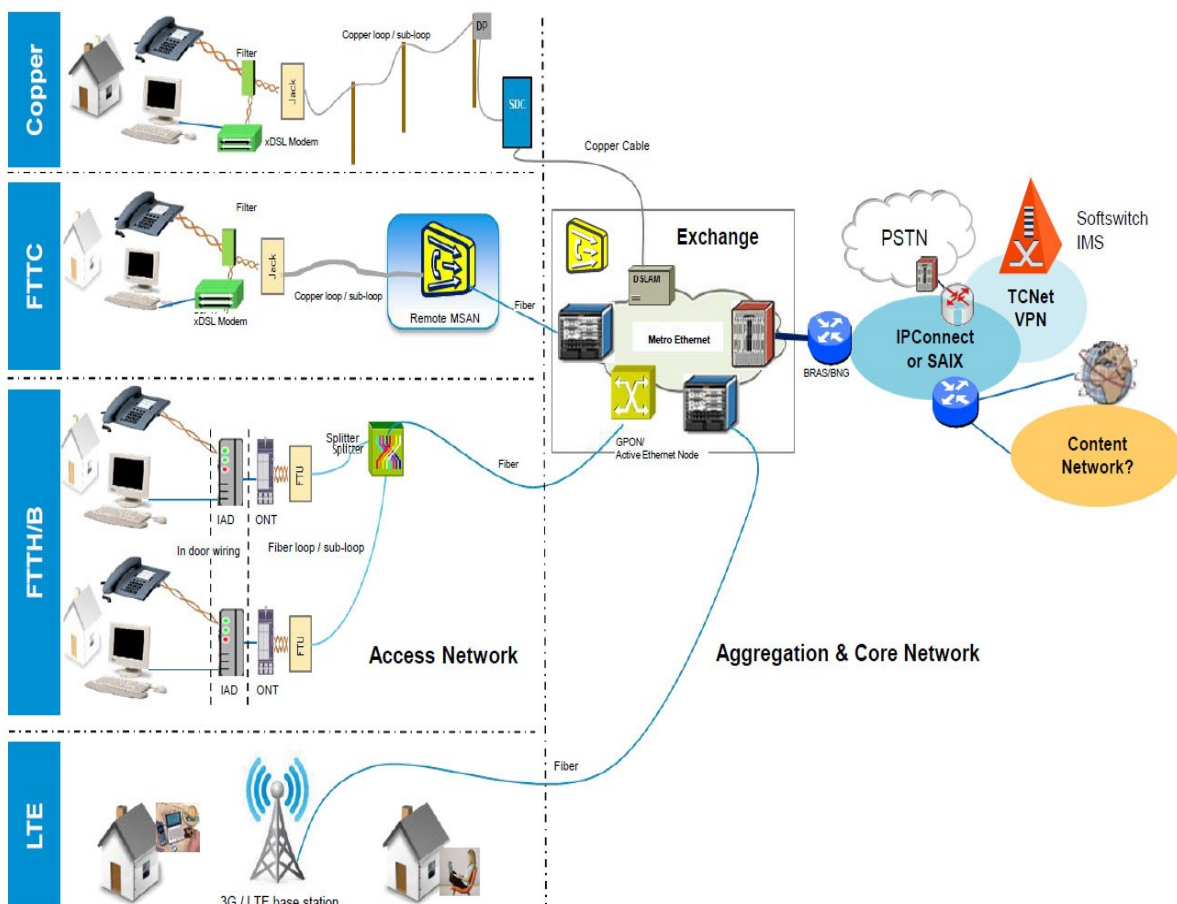 Copper
Filter
Copper loop / sub-loop
DP
Jack
SDC
xDSL Modem
Copper Cable
FTTC
Filter
Jack
xDSL Modem
Copper loop / sub-loop
Remote MSAN
Fiber
Exchange
DSLAM
Metro Ethernet
GPON/
Active Ethernet Node
BRAS/BNG
PSTN
Softswitch
IMS
TCNet
VPN
IPConnect
or SAIX
Content
Network?
FTTH/B
Splitter
Splitter
Fiber
FTU
IAD
ONT
In door wiring
Fiber loop / sub-loop
FTU
IAD
ONT
Access Network
Aggregation & Core Network
LTE
Fiber
3G / LTE base station